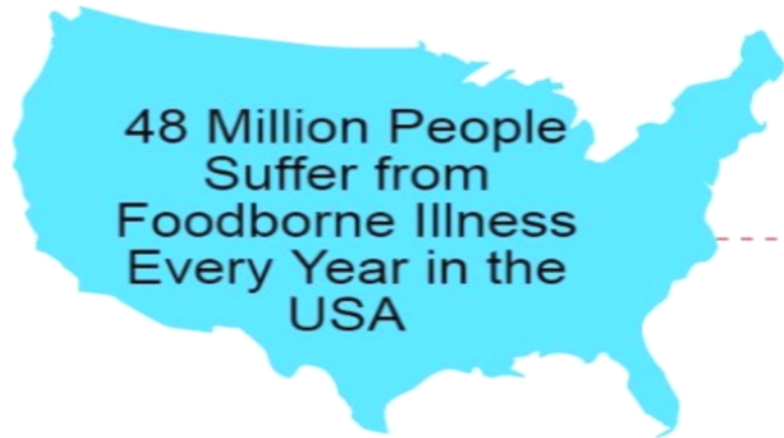 48 Million People
Suffer from
Foodborne Illness
Every Year in the
USA